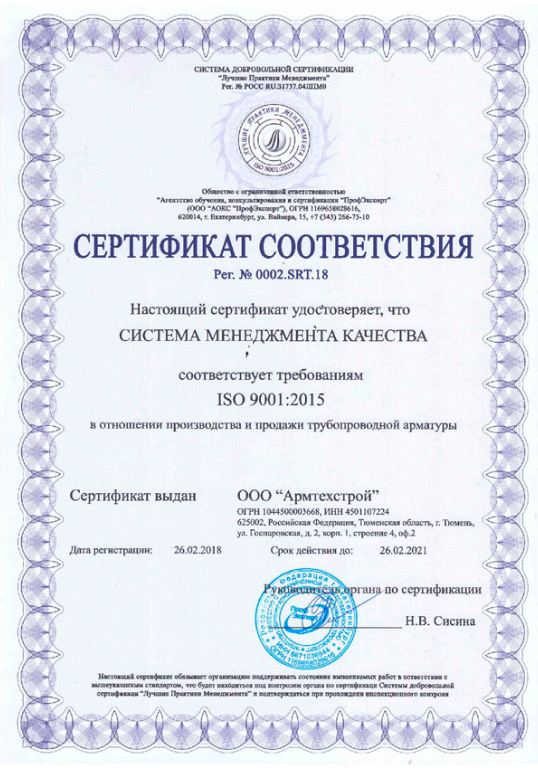 СИСТЕМА ДОБРОВОЛЬНОЙ СЕРТИФИКАЦИИ
"Лучшие Практики Менеджмента"
Рег. № РОСС RU.31737.04ЛПМ0
ЛУЧШИЕ ПРАКТИКИ МЕНЕДЖМЕНТА
ISO 9001:2015
Общество с ограниченной ответственностью
"Агентство обучения, консультирования и сертификации "ПрофЭксперт"
(ООО "АОКС "ПрофЭксперт"), ОГРН 1169658028616,
620014, г. Екатеринбург, ул. Вайнера, 15, +7 (343) 266-75-10
СЕРТИФИКАТ СООТВЕТСТВИЯ
Рег. № 0002.SRT.18
Настоящий сертификат удостоверяет, что
СИСТЕМА МЕНЕДЖМЕНТА КАЧЕСТВА
соответствует требованиям
ISO 9001:2015
в отношении производства и продажи трубопроводной арматуры
Сертификат выдан ООО "Армтехстрой"
ОГРН 1044500003668, ИНН 4501107224
625002, Российская Федерация, Тюменская область, г. Тюмень,
ул. Госпаровская, д. 2, корп. 1, строение 4, оф.2
Дата регистрации: 26.02.2018 Срок действия до: 26.02.2021
Руководитель органа по сертификации
Н.В. Сисина
Проф
Эксперт
Настоящий сертификат обязывает организацию поддерживать состояние выполняемых работ в соответствии с
вышеуказанным стандартом, что будет находиться под контролем органа по сертификации Системы добровольной
сертификации "Лучшие Практики Менеджмента" и подтверждаться при прохождении инспекционного контроля